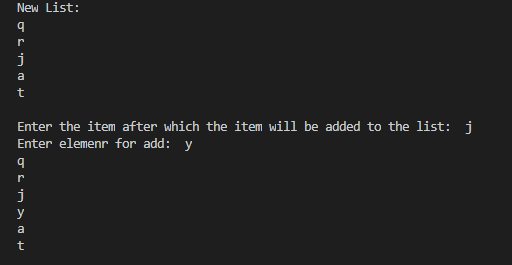 New List:
q
r
j
a
t
Enter the item after which the item will be added to the list:  j
Enter elemenr for add:  y
q
r
j
y
a
t